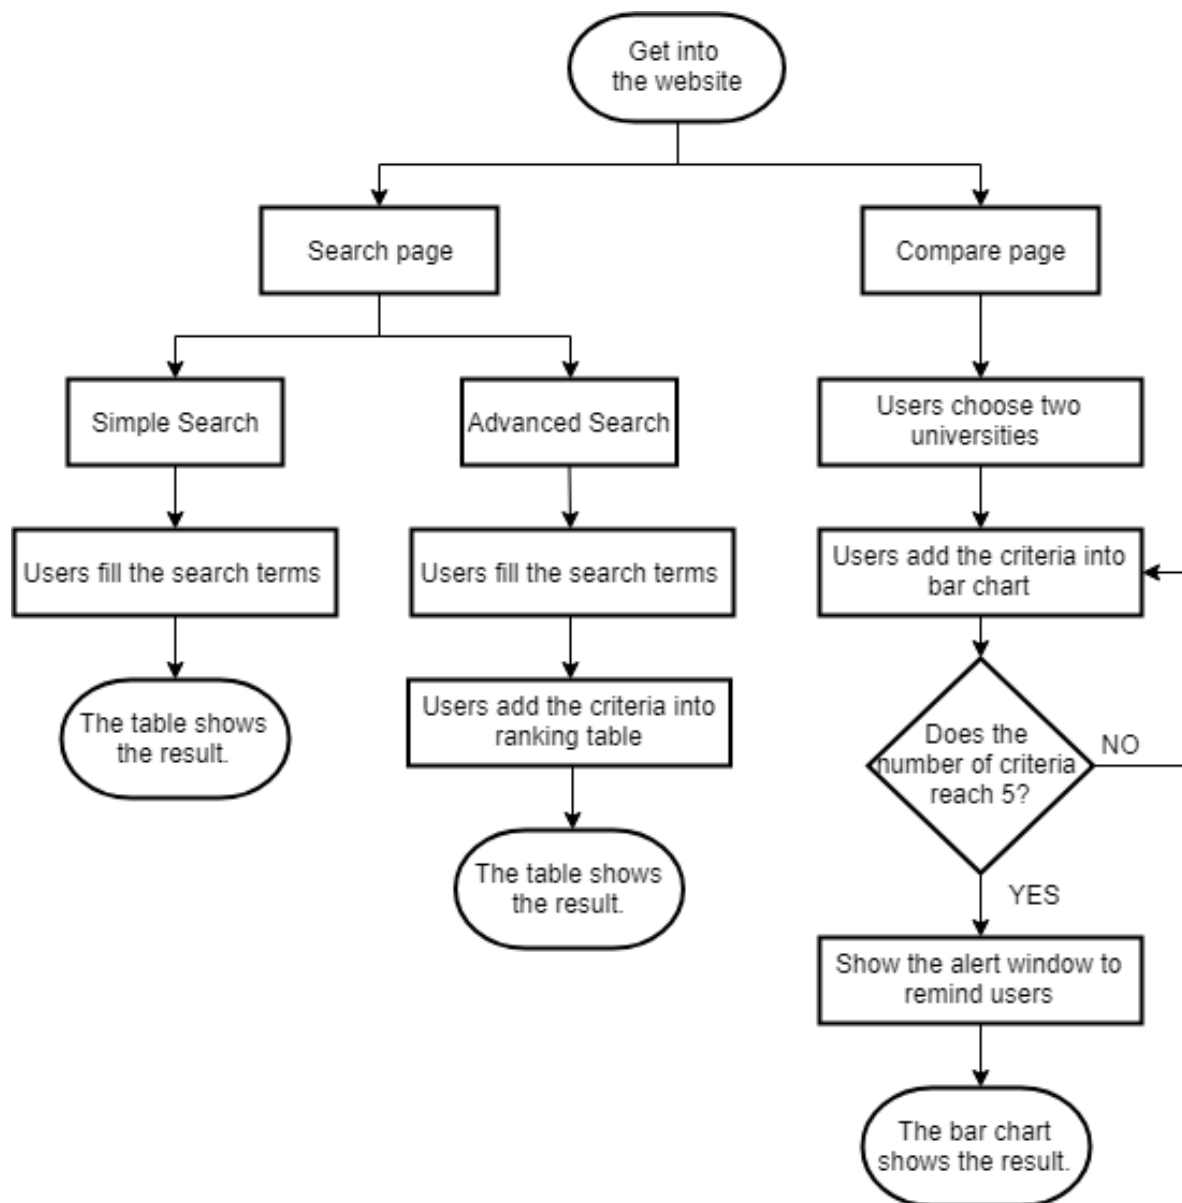 Get into
the website
Search page
Compare page
Simple Search
Advanced Search
Users choose two
universities
Users fill the search terms
Users fill the search terms
Users add the criteria into
bar chart
The table shows
the result.
Users add the criteria into
ranking table
Does the
number of criteria
reach 5?
NO
The table shows
the result.
YES
Show the alert window to
remind users
The bar chart
shows the result.